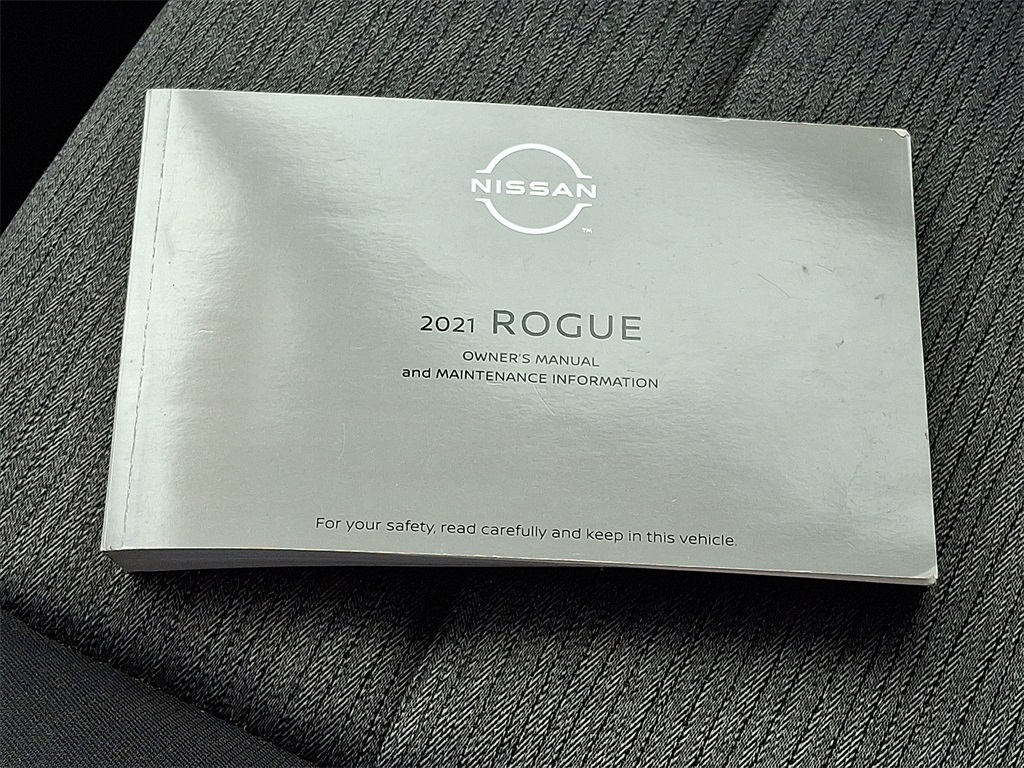 NISSAN
TM
2021 ROGUE
OWNER'S MANUAL
and MAINTENANCE INFORMATION
For your safety, read carefully and keep in this vehicle.